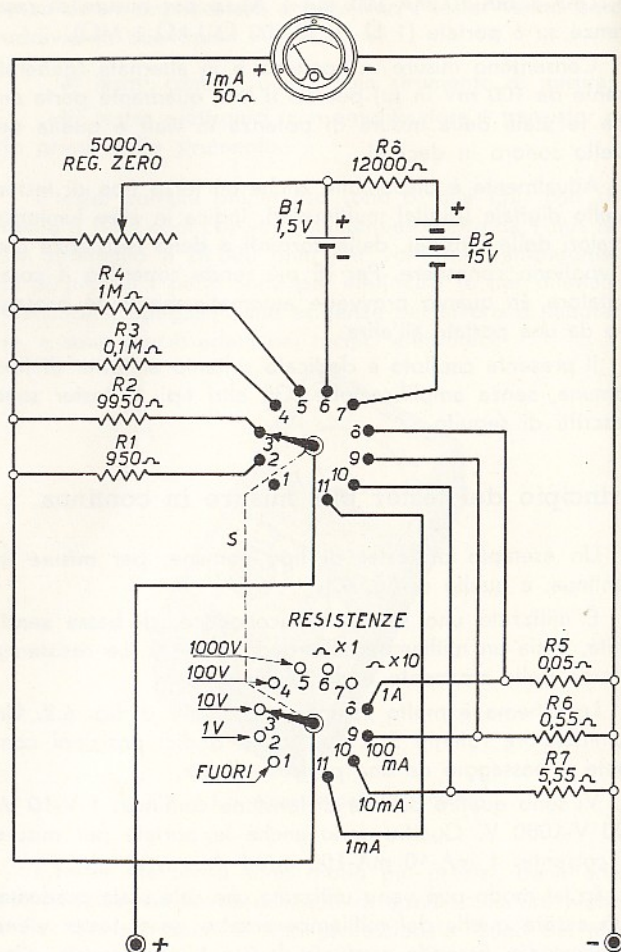 + -
1mA
50Ω
5000Ω
REG. ZERO
R6
12000Ω
B1
1,5V
+
-
+
B2
15V
-
R4
1MΩ
R3
0,1MΩ
R2
9950Ω
R1
950Ω
5 6 7
4 8
3 9
2 10
1 11
S
RESISTENZE
1000V Ω ×1 Ω ×10
100V 4 5 6 7
10V 3 8 1A
1V 2 9 100 mA
FUORI 1 11 10 10mA
1mA
R5
0,05Ω
R6
0,55Ω
R7
5,55Ω
+ -